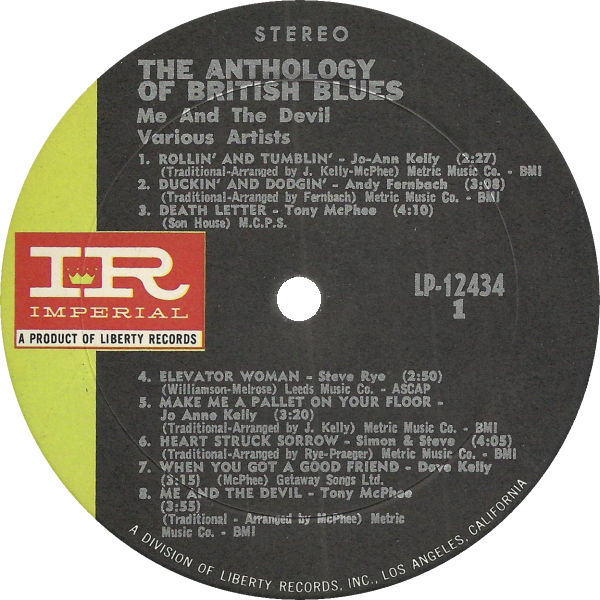 STEREO
THE ANTHOLOGY
OF BRITISH BLUES
Me And The Devil
Various Artists
1. ROLLIN' AND TUMBLIN' - Jo-Ann Kelly (2:27)
(Traditional-Arranged by J. Kelly-McPhee) Metric Music Co. - BMI
2. DUCKIN' AND DODGIN' - Andy Fernbach (3:08)
(Traditional-Arranged by Fernbach) Metric Music Co. - BMI
3. DEATH LETTER - Tony McPhee (4:10)
(Son House) M.C.P.S.
IR
IMPERIAL
A PRODUCT OF LIBERTY RECORDS
LP-12434
1
4. ELEVATOR WOMAN - Steve Rye (2:50)
(Williamson-Melrose) Leeds Music Co. - ASCAP
5. MAKE ME A PALLET ON YOUR FLOOR -
Jo Anne Kelly (3:20)
(Traditional-Arranged by J. Kelly) Metric Music Co. - BMI
6. HEART STRUCK SORROW - Simon & Steve (4:05)
(Traditional-Arranged by Rye-Praeger) Metric Music Co. - BMI
7. WHEN YOU GOT A GOOD FRIEND - Dave Kelly
(3:15) (McPhee) Getaway Songs Ltd.
8. ME AND THE DEVIL - Tony McPhee
(3:55)
(Traditional - Arranged by McPhee) Metric
Music Co. - BMI
A DIVISION OF LIBERTY RECORDS, INC., LOS ANGELES, CALIFORNIA